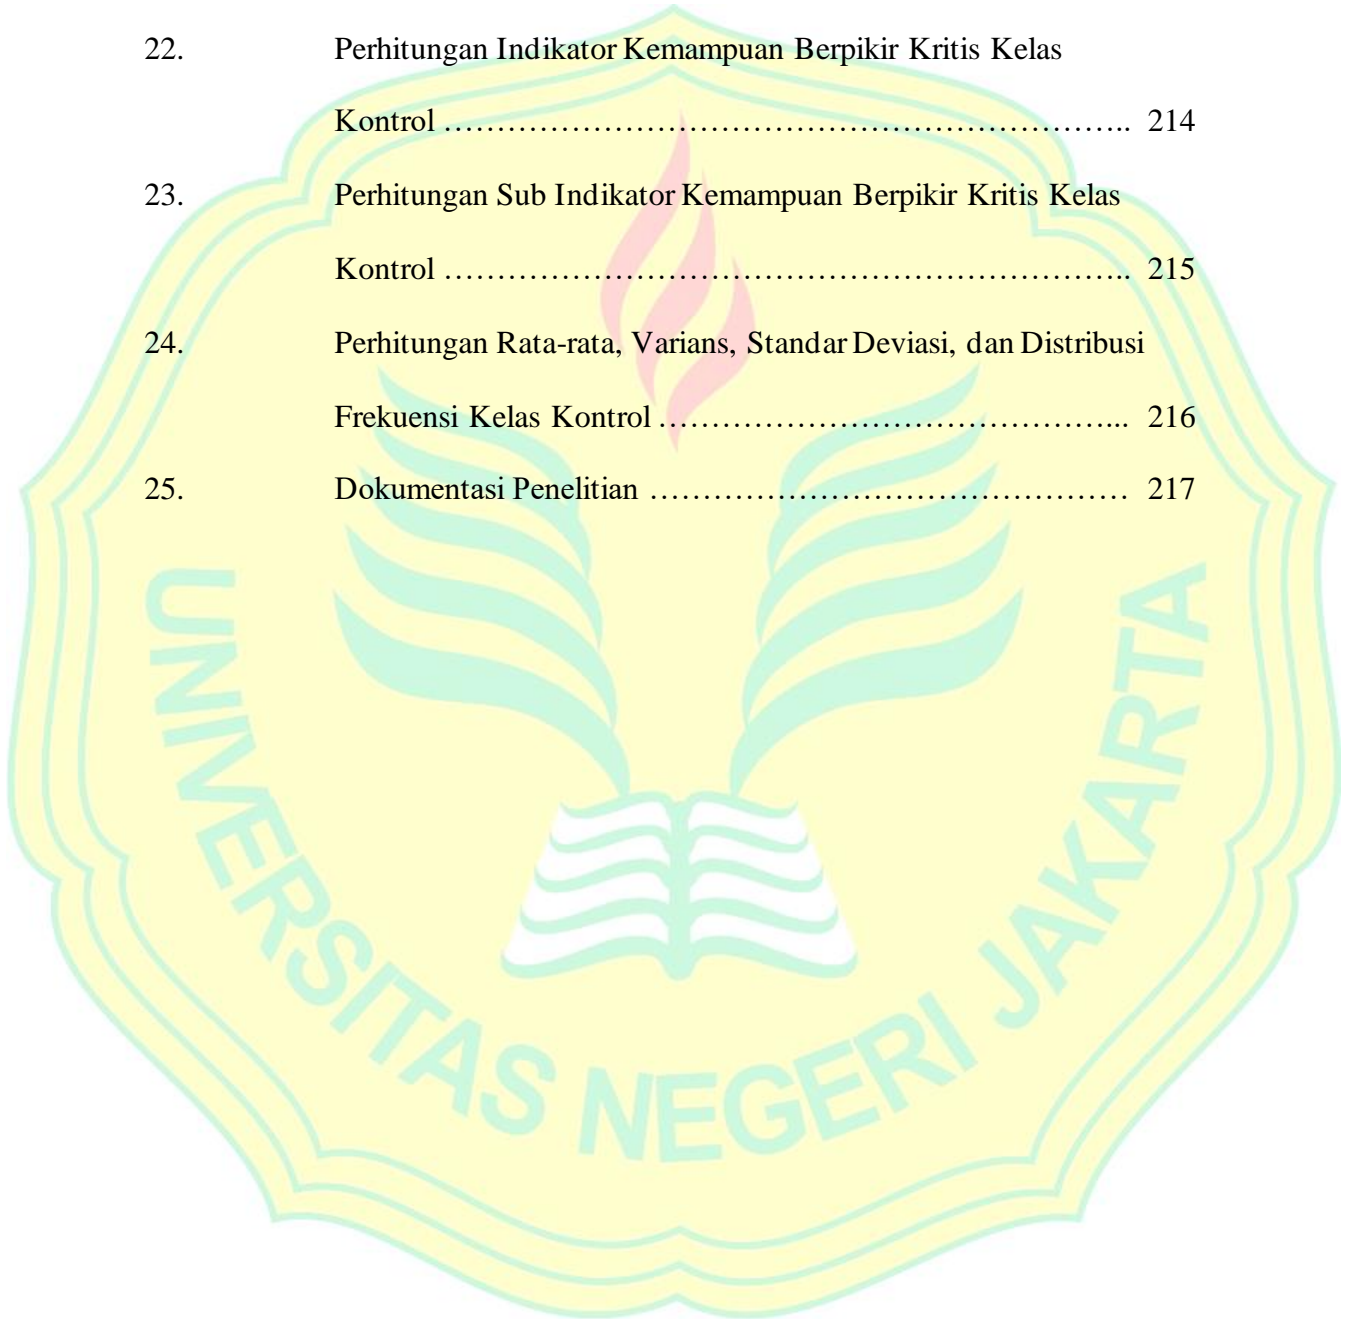 22. Perhitungan Indikator Kemampuan Berpikir Kritis Kelas
Kontrol ………………………………………………………….. 214
23. Perhitungan Sub Indikator Kemampuan Berpikir Kritis Kelas
Kontrol ………………………………………………………….. 215
24. Perhitungan Rata-rata, Varians, Standar Deviasi, dan Distribusi
Frekuensi Kelas Kontrol ……………………………………... 216
25. Dokumentasi Penelitian ……………………………………… 217
UNIVERSITAS NEGERI JAKARTA